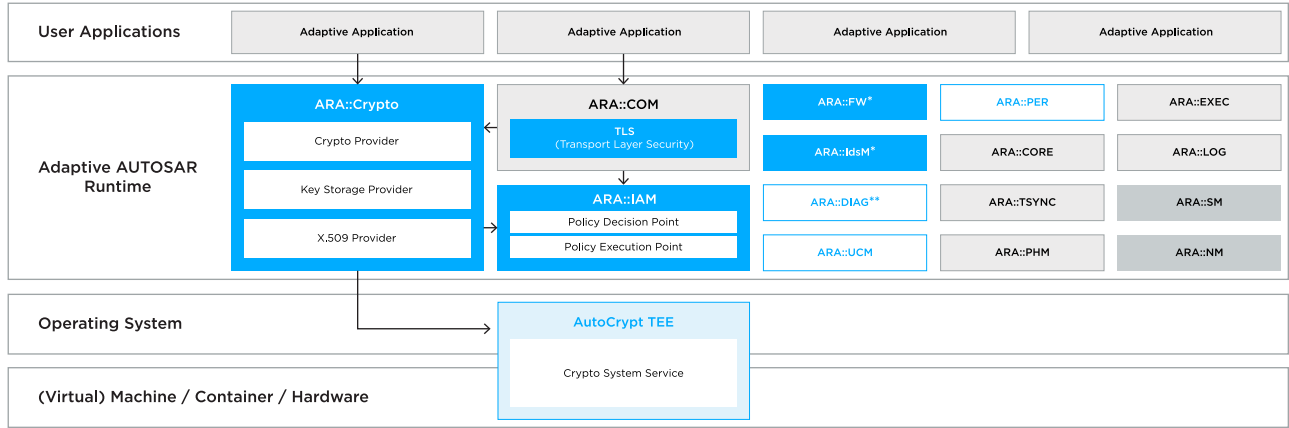 User Applications
Adaptive Application
Adaptive Application
Adaptive Application
Adaptive Application
Adaptive AUTOSAR
Runtime
ARA::Crypto
Crypto Provider
Key Storage Provider
X.509 Provider
ARA::COM
TLS
(Transport Layer Security)
ARA::IAM
Policy Decision Point
Policy Execution Point
ARA::FW*
ARA::PER
ARA::EXEC
ARA::IdsM*
ARA::CORE
ARA::LOG
ARA::DIAG**
ARA::TSYNC
ARA::SM
ARA::UCM
ARA::PHM
ARA::NM
Operating System
AutoCrypt TEE
Crypto System Service
(Virtual) Machine / Container / Hardware